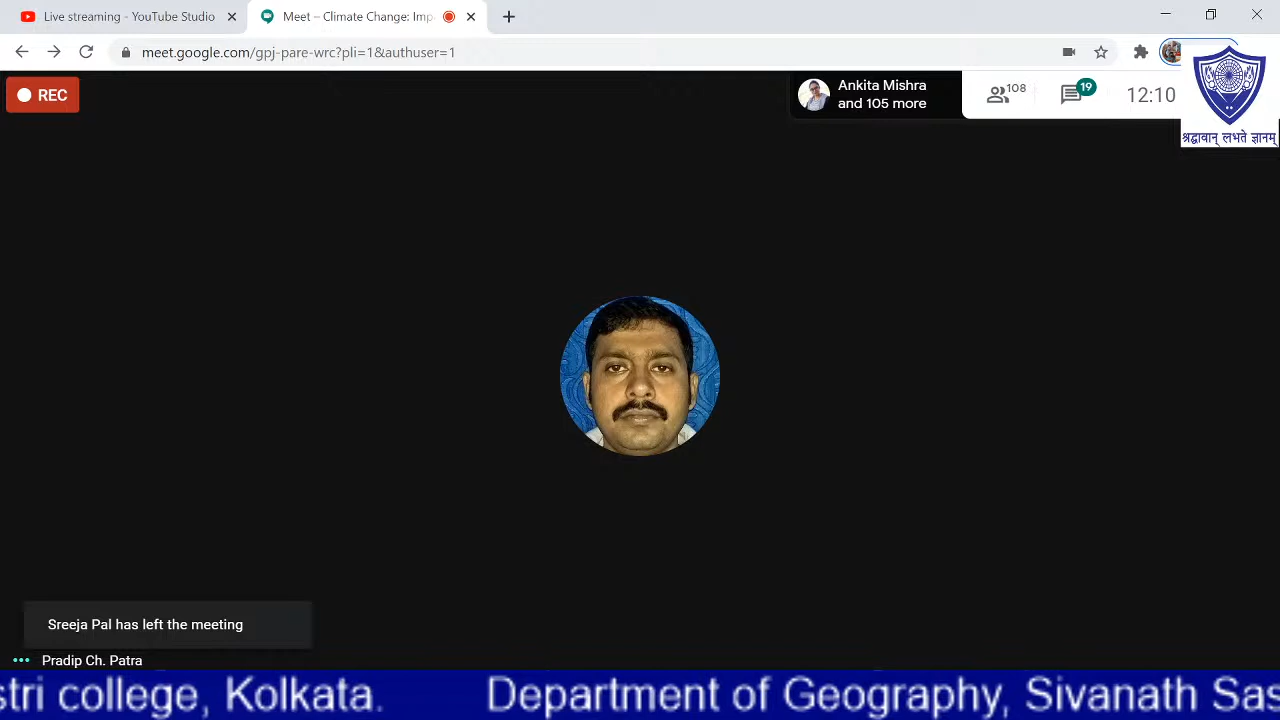 Live streaming - YouTube Studio
Meet – Climate Change: Imp
meet.google.com/gpj-pare-wrc?pli=1&authuser=1
REC
Ankita Mishra
and 105 more
108
19
12:10
श्रद्धावान् लभते ज्ञानम्
Sreeja Pal has left the meeting
Pradip Ch. Patra
stri college, Kolkata. Department of Geography, Sivanath Sas